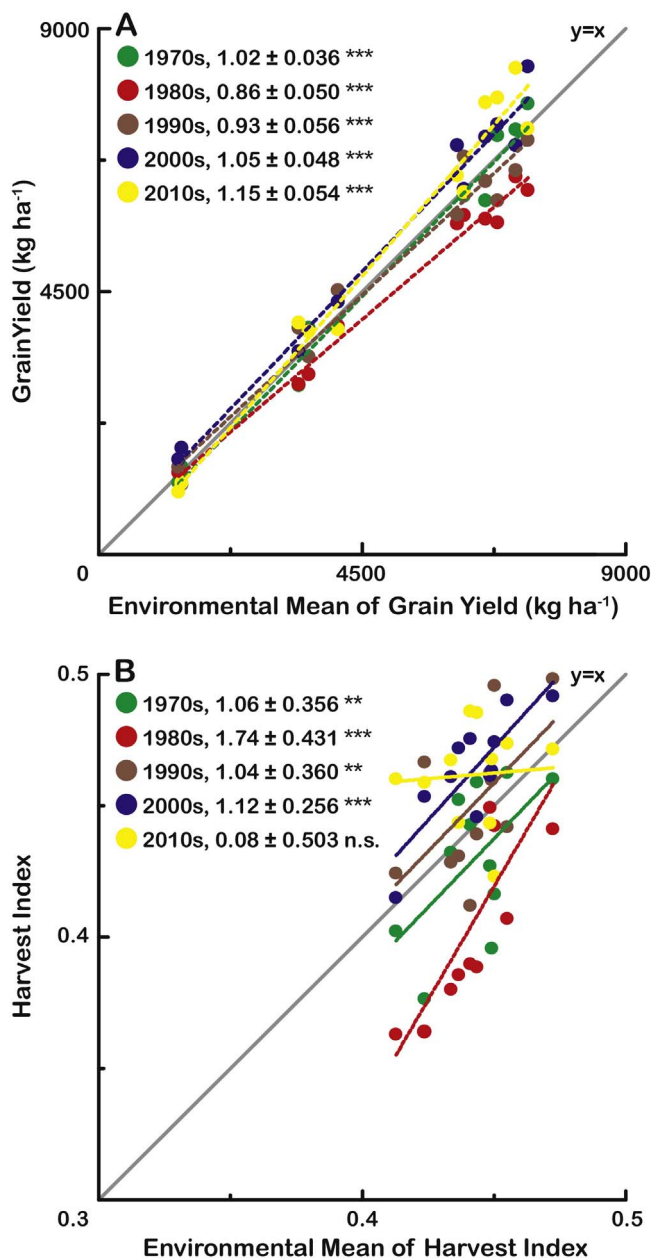 A
9000
y=x
1970s, 1.02 ± 0.036 ***
1980s, 0.86 ± 0.050 ***
1990s, 0.93 ± 0.056 ***
2000s, 1.05 ± 0.048 ***
2010s, 1.15 ± 0.054 ***
4500
Grain Yield (kg ha-1)
0
4500
9000
Environmental Mean of Grain Yield (kg ha-1)
B
0.5
y=x
1970s, 1.06 ± 0.356 **
1980s, 1.74 ± 0.431 ***
1990s, 1.04 ± 0.360 **
2000s, 1.12 ± 0.256 ***
2010s, 0.08 ± 0.503 n.s.
0.4
Harvest Index
0.3
0.4
0.5
Environmental Mean of Harvest Index